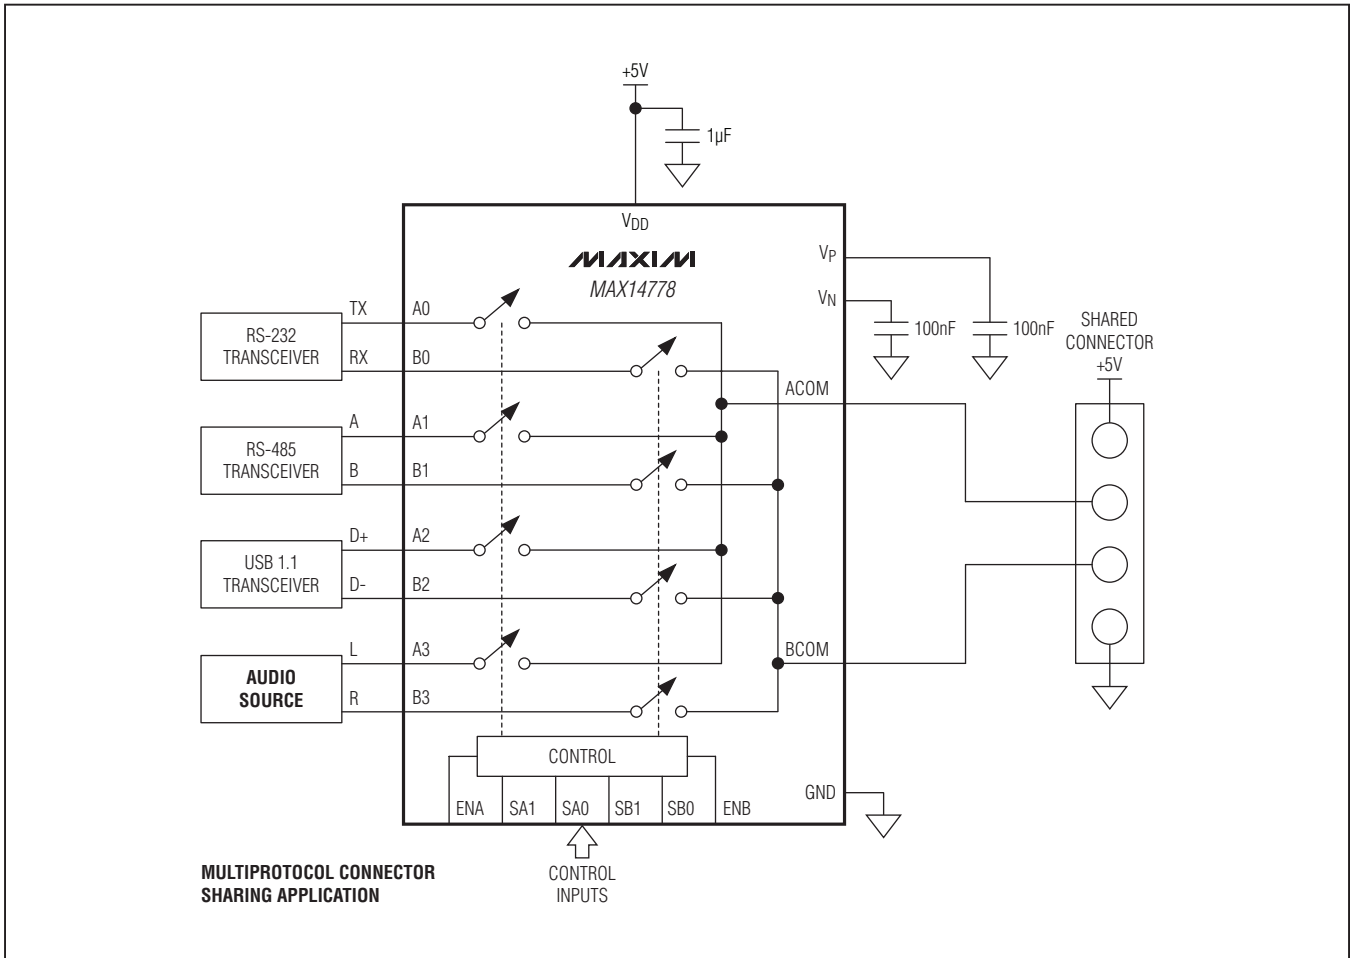 +5V
1µF
VDD
MAXIM
MAX14778
VP
VN
100nF
100nF
SHARED
CONNECTOR
+5V
RS-232
TRANSCEIVER
TX
A0
RX
B0
ACOM
RS-485
TRANSCEIVER
A
A1
B
B1
USB 1.1
TRANSCEIVER
D+
A2
D-
B2
AUDIO
SOURCE
L
A3
R
B3
BCOM
CONTROL
ENA
SA1
SA0
SB1
SB0
ENB
GND
CONTROL
INPUTS
MULTIPROTOCOL CONNECTOR
SHARING APPLICATION